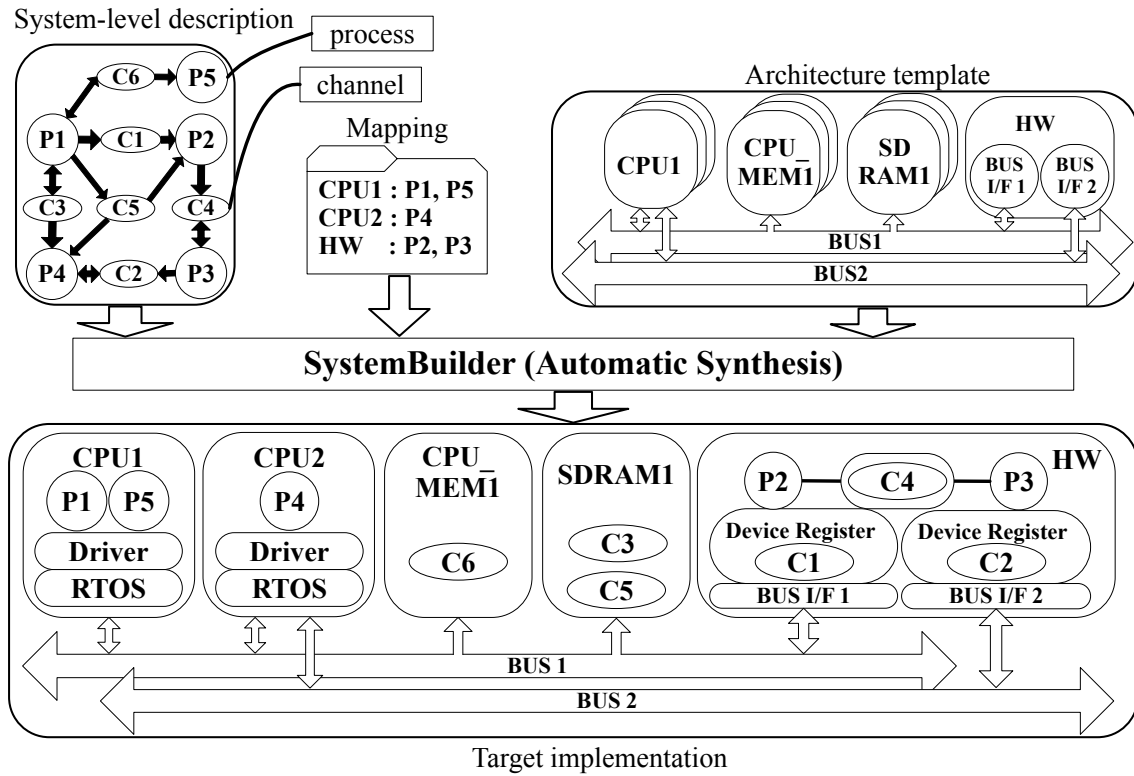 System-level description
process
channel
C6
P5
P1
C1
P2
C3
C5
C4
P4
C2
P3
Mapping
CPU1 : P1, P5
CPU2 : P4
HW : P2, P3
Architecture template
CPU1
CPU_
MEM1
SD
RAM1
HW
BUS
I/F 1
BUS
I/F 2
BUS1
BUS2
SystemBuilder (Automatic Synthesis)
CPU1
P1
P5
Driver
RTOS
CPU2
P4
Driver
RTOS
CPU_
MEM1
C6
SDRAM1
C3
C5
HW
P2
C4
P3
Device Register
C1
BUS I/F 1
Device Register
C2
BUS I/F 2
BUS 1
BUS 2
Target implementation